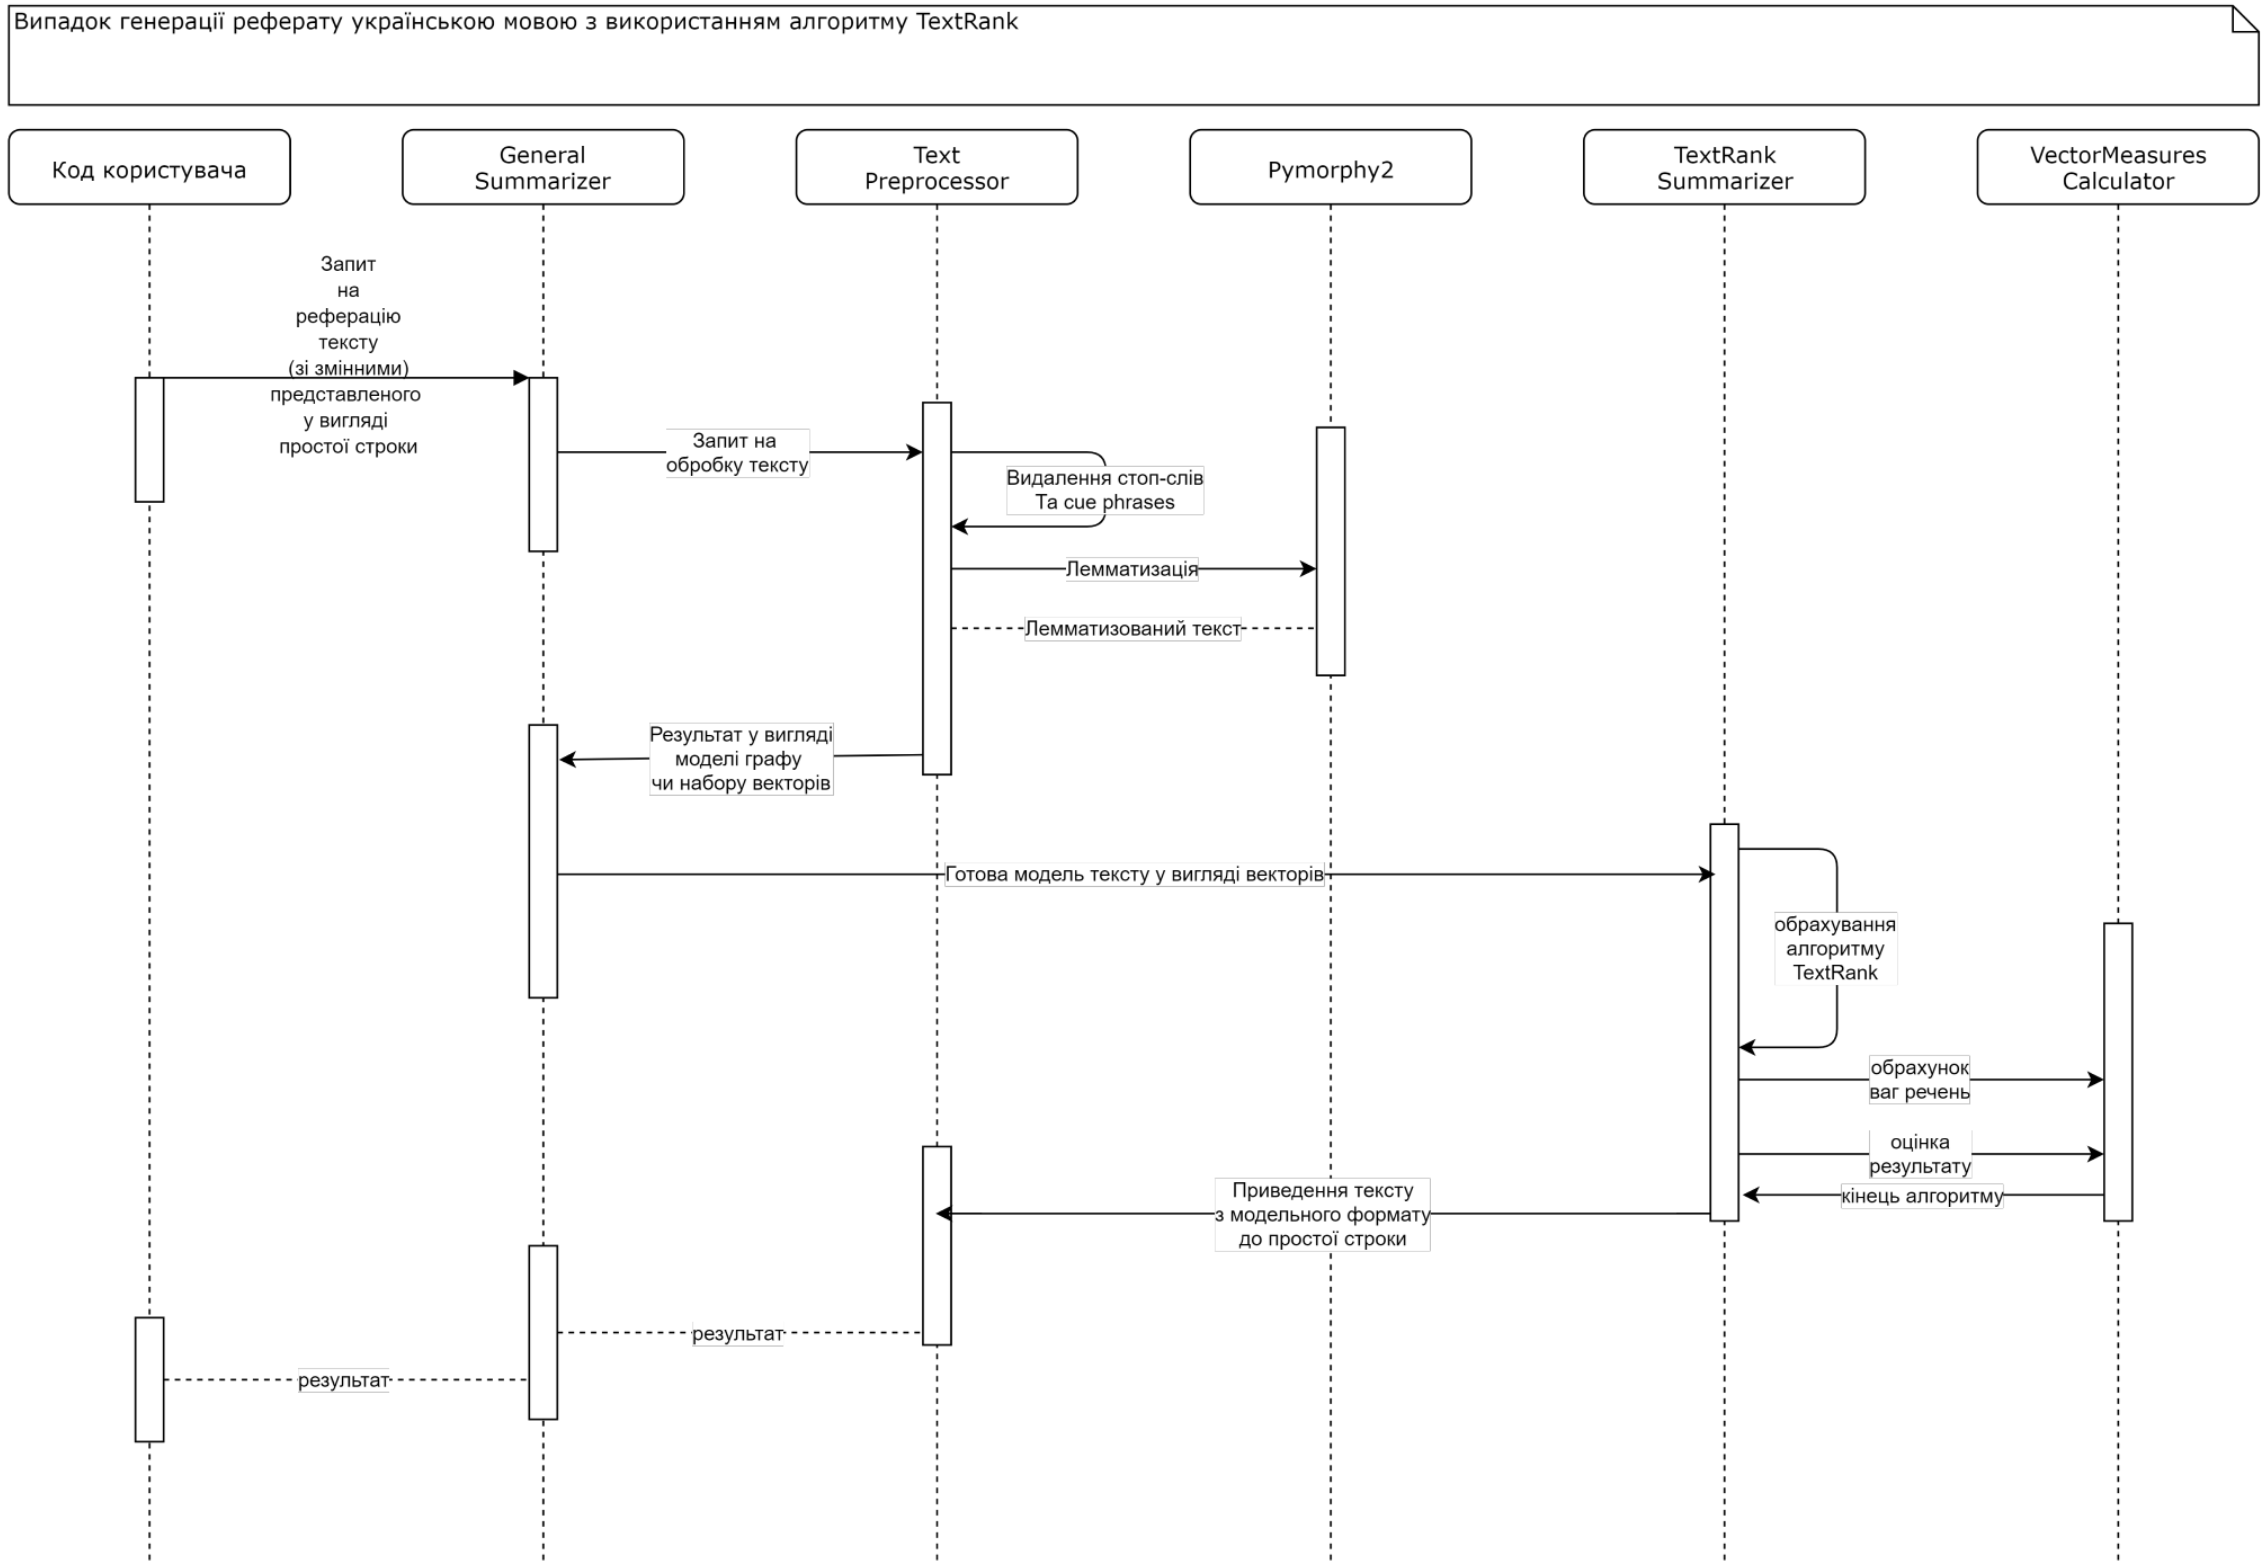 Випадок генерації реферату українською мовою з використанням алгоритму TextRank
Код користувача
General
Summarizer
Text
Preprocessor
Pymorphy2
TextRank
Summarizer
VectorMeasures
Calculator
Запит
на
реферацію
тексту
(зі змінними)
представленого
у вигляді
простої строки
Запит на
обробку тексту
Видалення стоп-слів
Та cue phrases
Лемматизація
Лемматизований текст
Результат у вигляді
моделі графу
чи набору векторів
Готова модель тексту у вигляді векторів
обрахування
алгоритму
TextRank
обрахунок
ваг речень
оцінка
результату
кінець алгоритму
Приведення тексту
з модельного формату
до простої строки
результат
результат